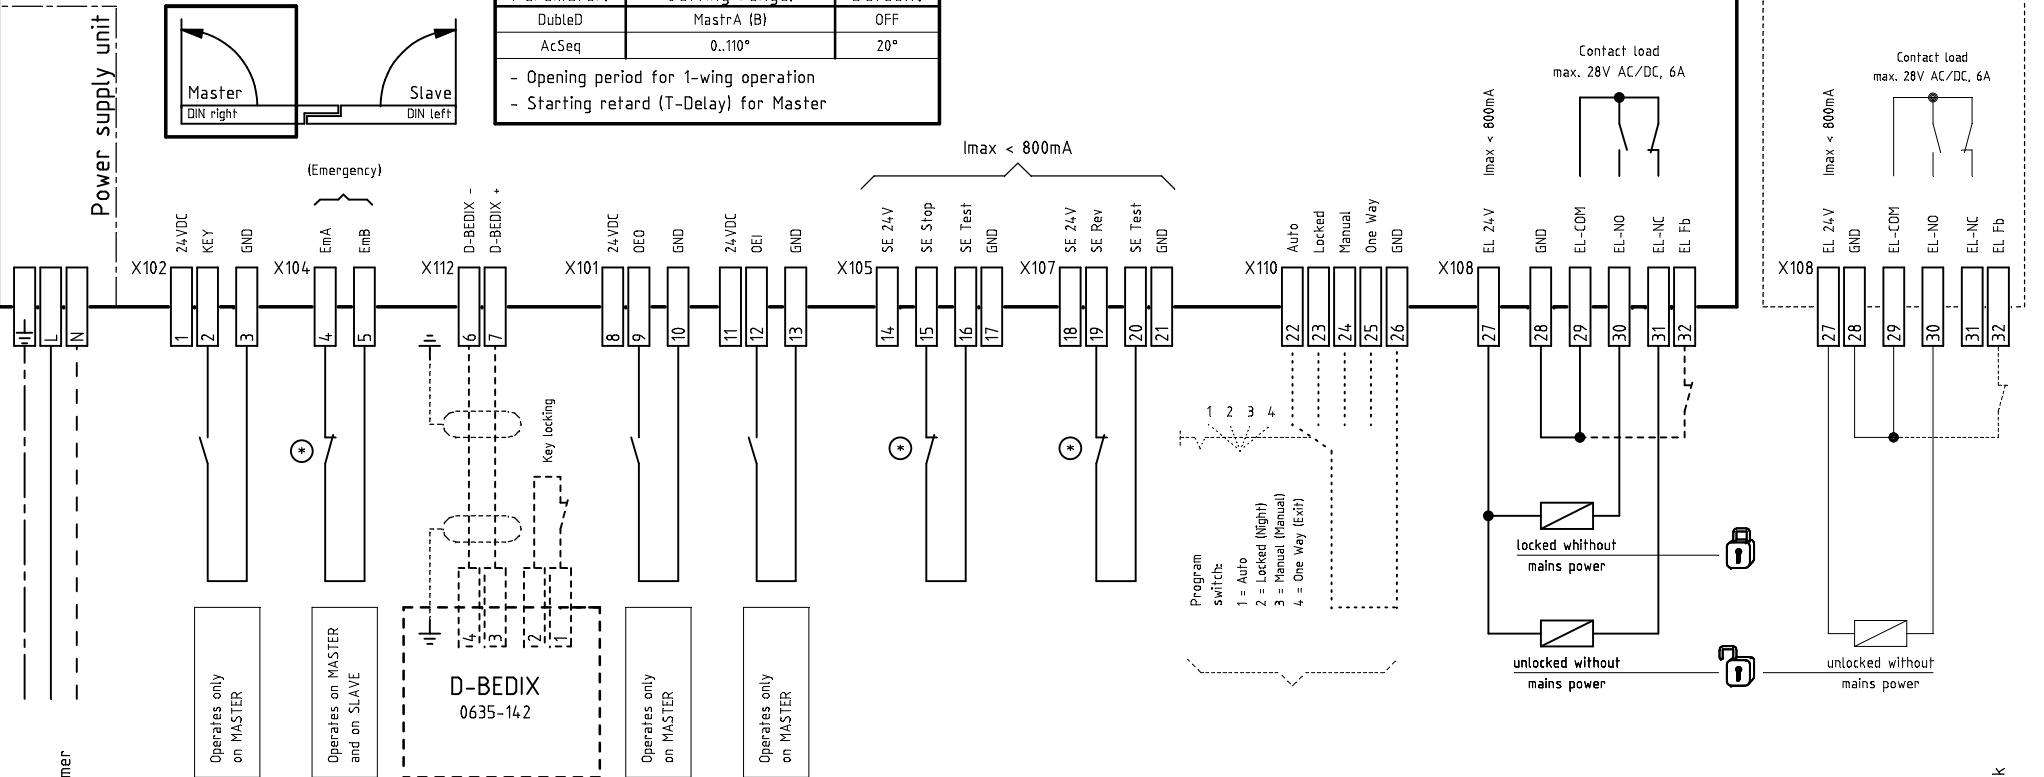 DubleD MastrA (B) OFF
AcSeq 0..110° 20°
- Opening period for 1-wing operation
- Starting retard (T-Delay) for Master
Power supply unit
Master
DIN right
Slave
DIN left
(Emergency)
Imax < 800mA
Imax < 800mA
Contact load
max. 28V AC/DC, 6A
Imax < 800mA
Contact load
max. 28V AC/DC, 6A
L
N
X102
24VDC
KEY
GND
1
2
3
X104
EmA
EmB
4
5
X112
D-BEDIX -
D-BEDIX +
6
7
X101
24VDC
OEO
GND
8
9
10
24VDC
OEI
GND
11
12
13
X105
SE 24V
SE Stop
SE Test
GND
14
15
16
17
X107
SE 24V
SE Rev
SE Test
GND
18
19
20
21
X110
Auto
Locked
Manual
One Way
GND
22
23
24
25
26
X108
EL 24V
GND
EL-COM
EL-NO
EL-NC
EL Fb
27
28
29
30
31
32
X108
EL 24V
GND
EL-COM
EL-NO
EL-NC
EL Fb
27
28
29
30
31
32
*
*
*
Key locking
1 2 3 4
Program
switch:
1 = Auto
2 = Locked (Night)
3 = Manual (Manual)
4 = One Way (Exit)
locked whithout
mains power
unlocked without
mains power
unlocked without
mains power
4
3
2
1
D-BEDIX
0635-142
Operates only
on MASTER
Operates on MASTER
and on SLAVE
Operates only
on MASTER
Operates only
on MASTER